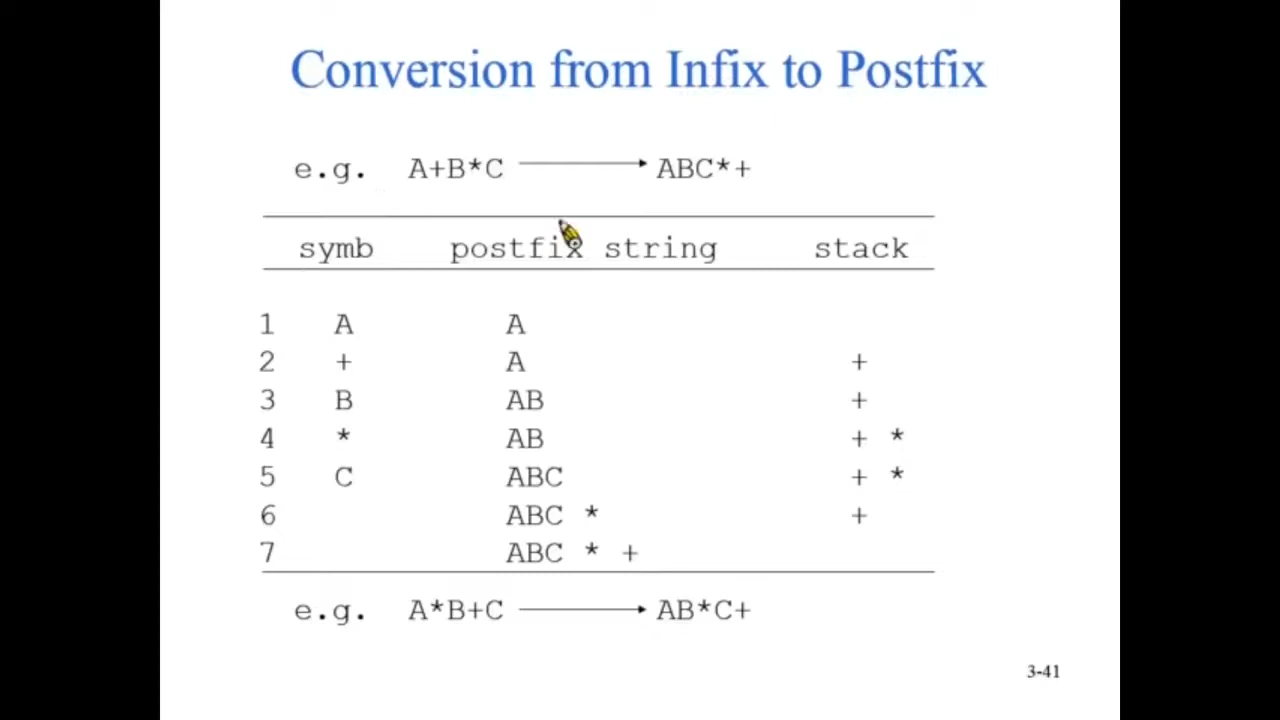 Conversion from Infix to Postfix
e.g. A+B*C ABC*+
symb postfix string stack
1 A A
2 + A +
3 B AB +
4 * AB + *
5 C ABC + *
6 ABC * +
7 ABC * +
e.g. A*B+C AB*C+
3-41